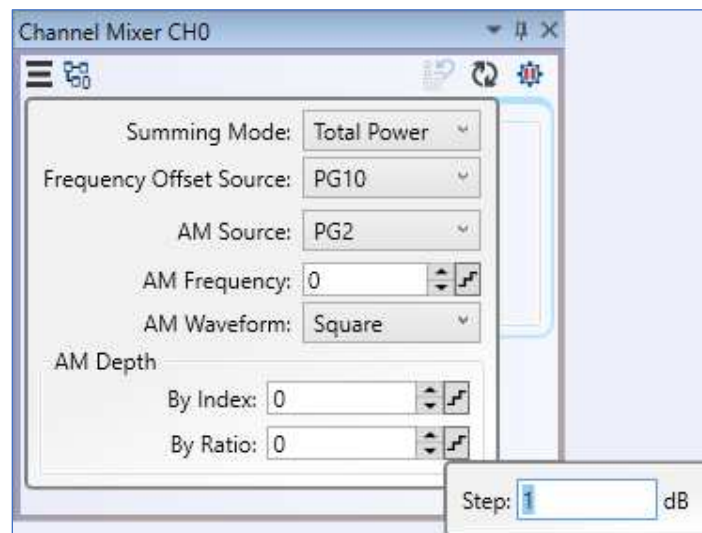 Channel Mixer CH0
Summing Mode: Total Power
Frequency Offset Source: PG10
AM Source: PG2
AM Frequency: 0
AM Waveform: Square
AM Depth
By Index: 0
By Ratio: 0
Step: 1 dB